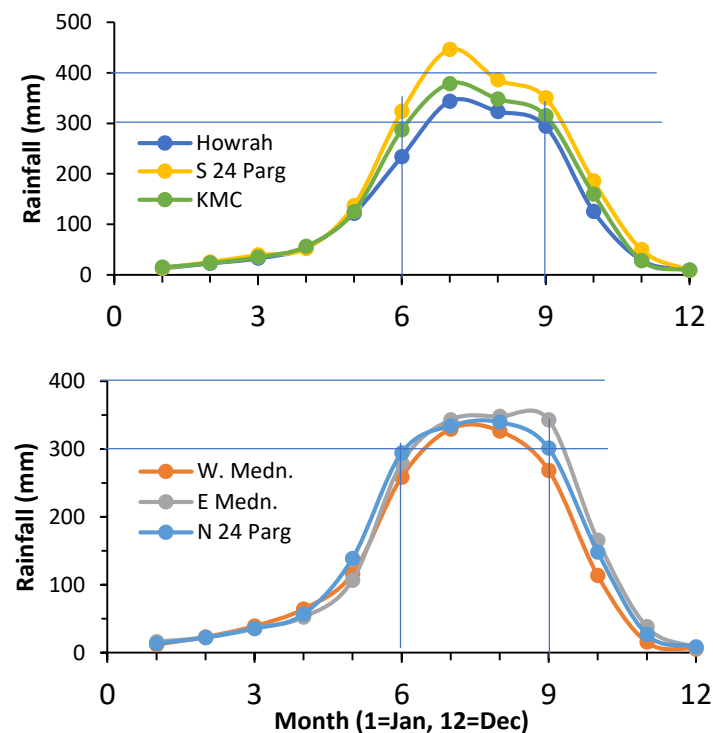 500
400
300
200
100
0
Rainfall (mm)
Howrah
S 24 Parg
KMC
0 3 6 9 12
400
300
200
100
0
Rainfall (mm)
W. Medn.
E Medn.
N 24 Parg
0 3 6 9 12
Month (1=Jan, 12=Dec)